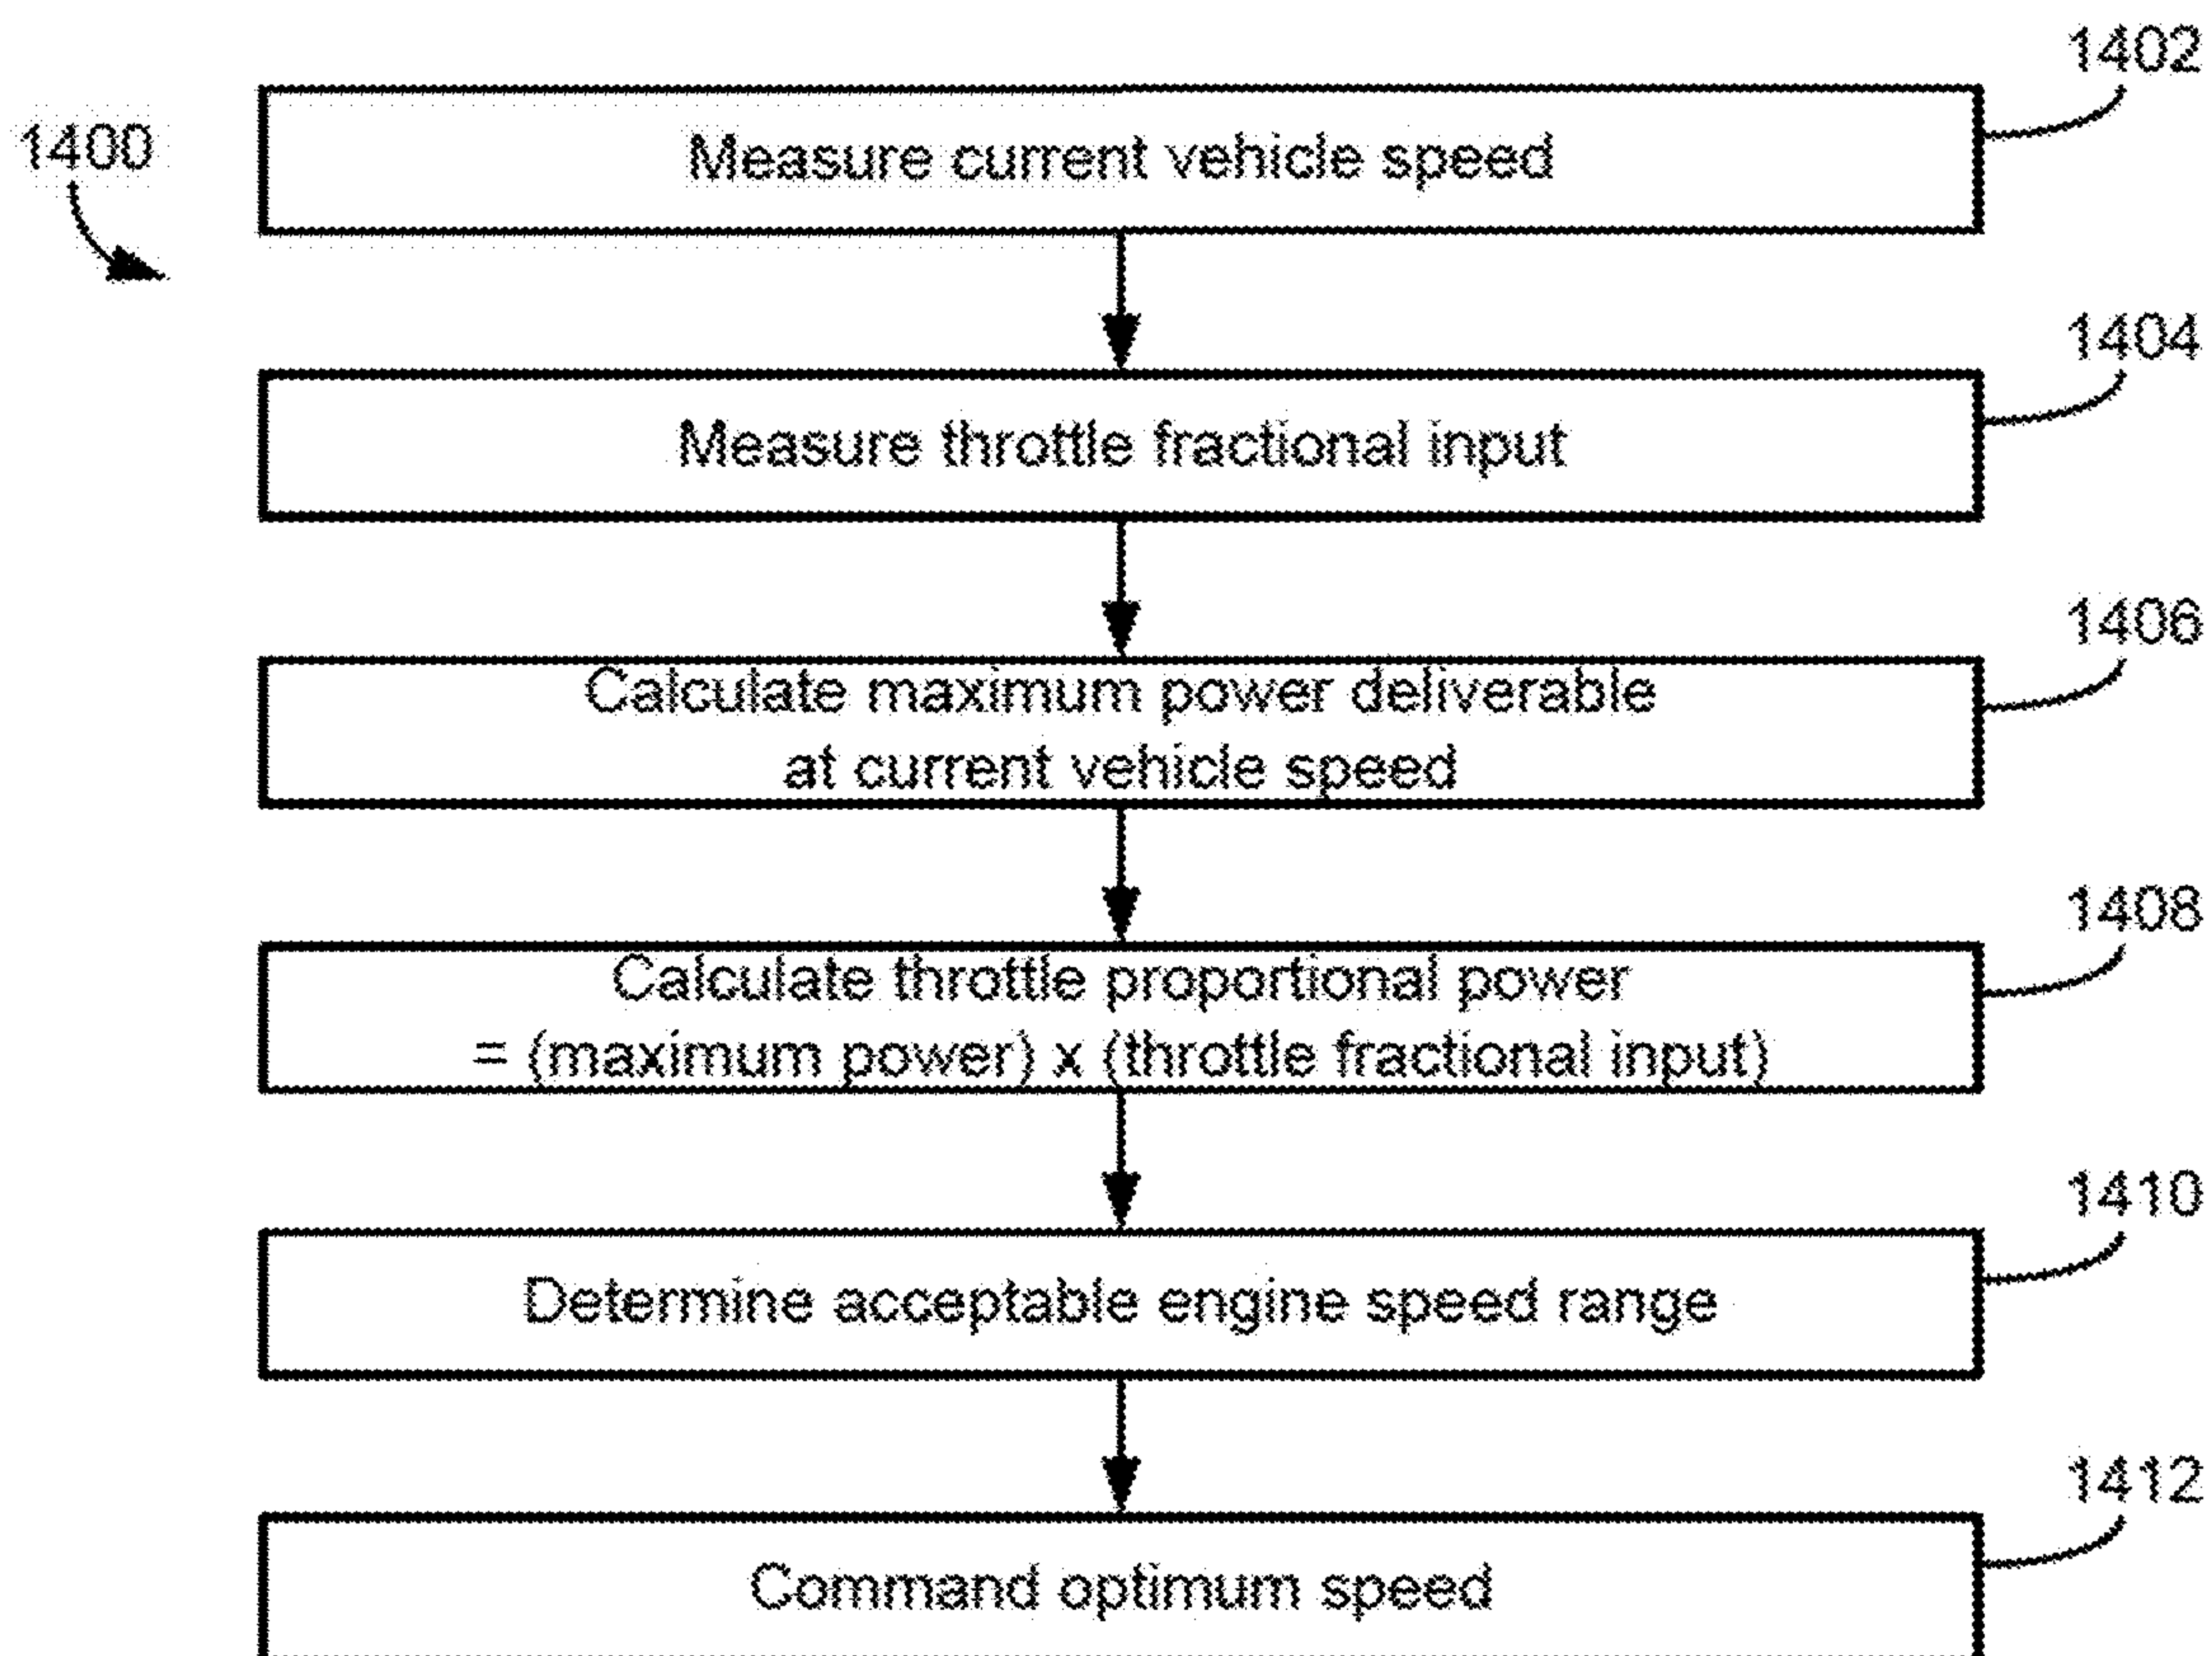 1400
1402
Measure current vehicle speed
1404
Measure throttle fractional input
1406
Calculate maximum power deliverable
at current vehicle speed
1408
Calculate throttle proportional power
= (maximum power) x (throttle fractional input)
1410
Determine acceptable engine speed range
1412
Command optimum speed